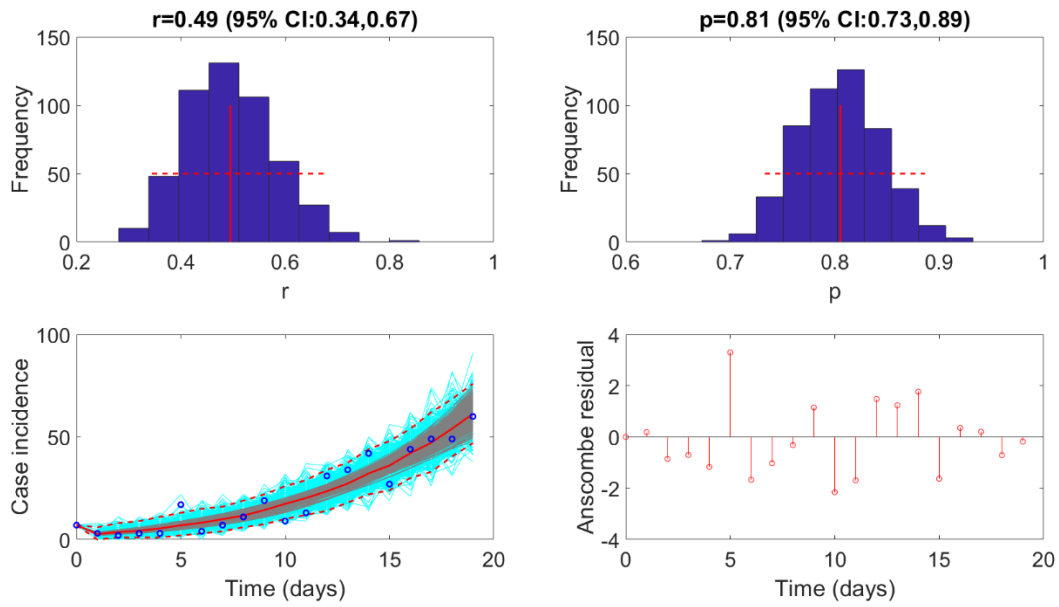 r=0.49 (95% CI:0.34,0.67)
150
100
50
0
Frequency
0.2 0.4 0.6 0.8 1
r
p=0.81 (95% CI:0.73,0.89)
150
100
50
0
Frequency
0.6 0.7 0.8 0.9 1
p
100
50
0
Case incidence
0 5 10 15 20
Time (days)
4
2
0
-2
-4
Anscombe residual
0 5 10 15 20
Time (days)